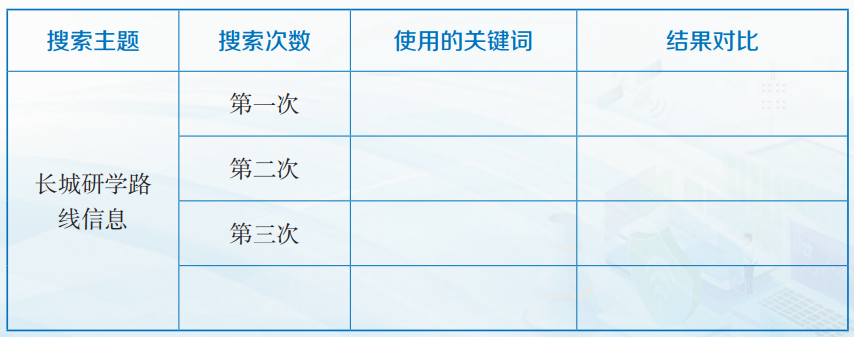 搜索主题 搜索次数 使用的关键词 结果对比
第一次
第二次
长城研学路
线信息
第三次